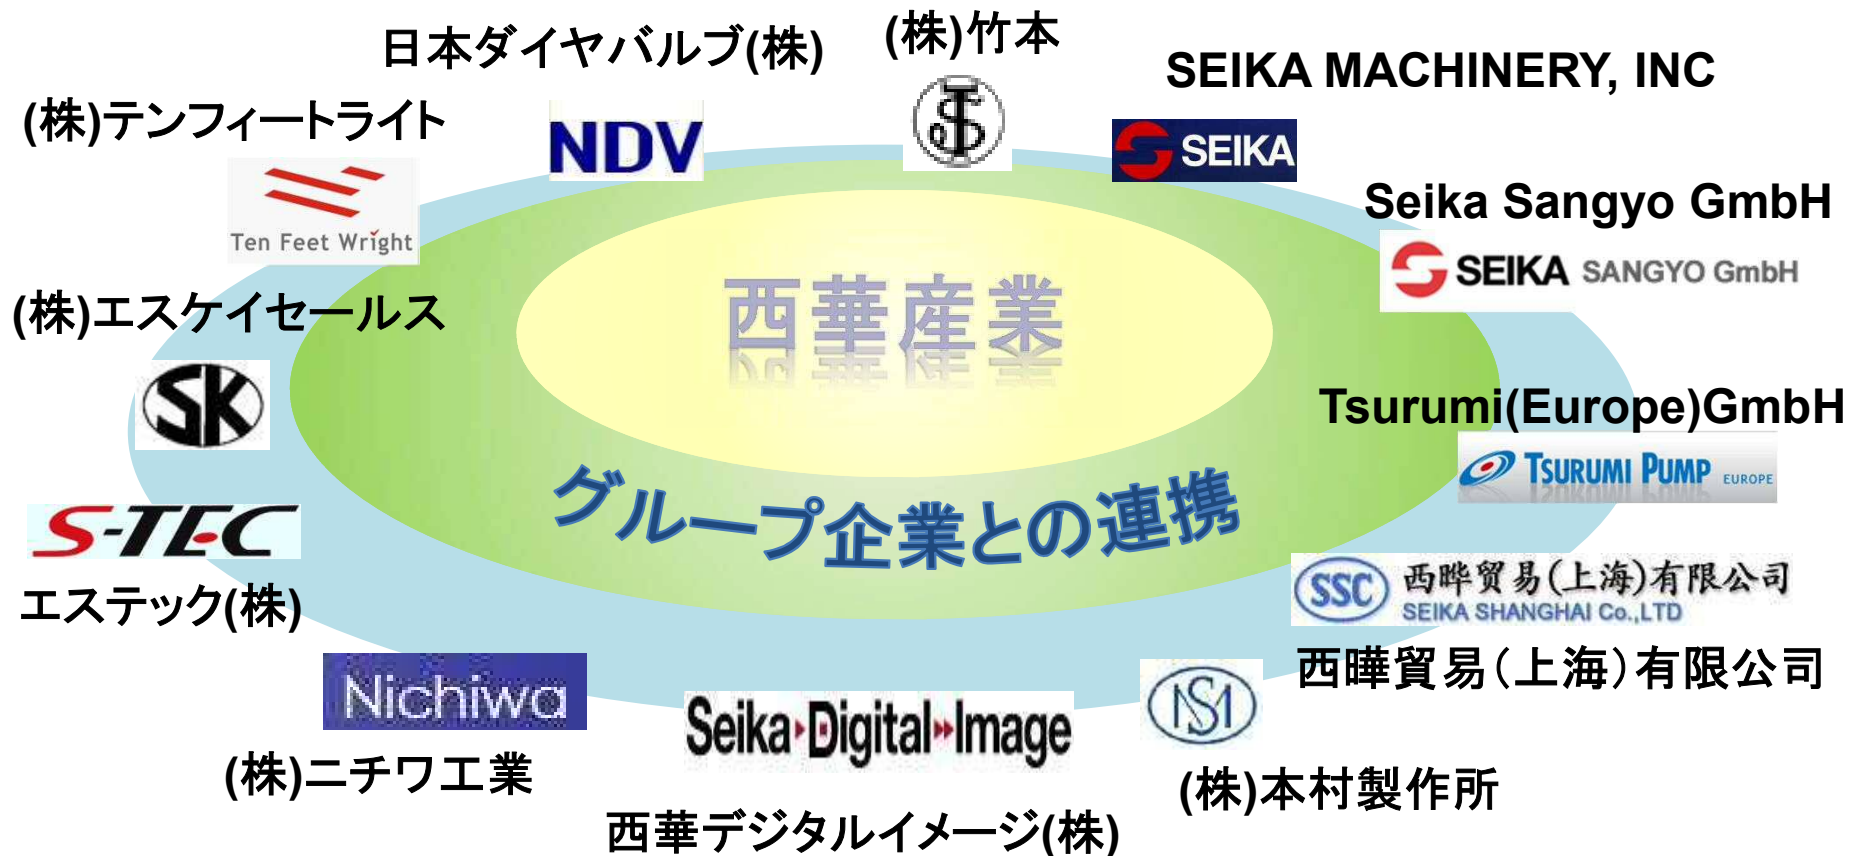 日本ダイヤバルブ(株)
(株)竹本
SEIKA MACHINERY, INC
(株)テンフィートライト
NDV
SEIKA
Ten Feet Wright
Seika Sangyo GmbH
SEIKA SANGYO GmbH
西華産業
(株)エスケイセールス
SK
Tsurumi(Europe)GmbH
TSURUMI PUMP EUROPE
グループ企業との連携
S-TEC
エステック(株)
SSC 西晔贸易(上海)有限公司
SEIKA SHANGHAI Co.,LTD
西曄貿易(上海)有限公司
Nichiwa
(株)ニチワ工業
Seika Digital Image
西華デジタルイメージ(株)
(株)本村製作所